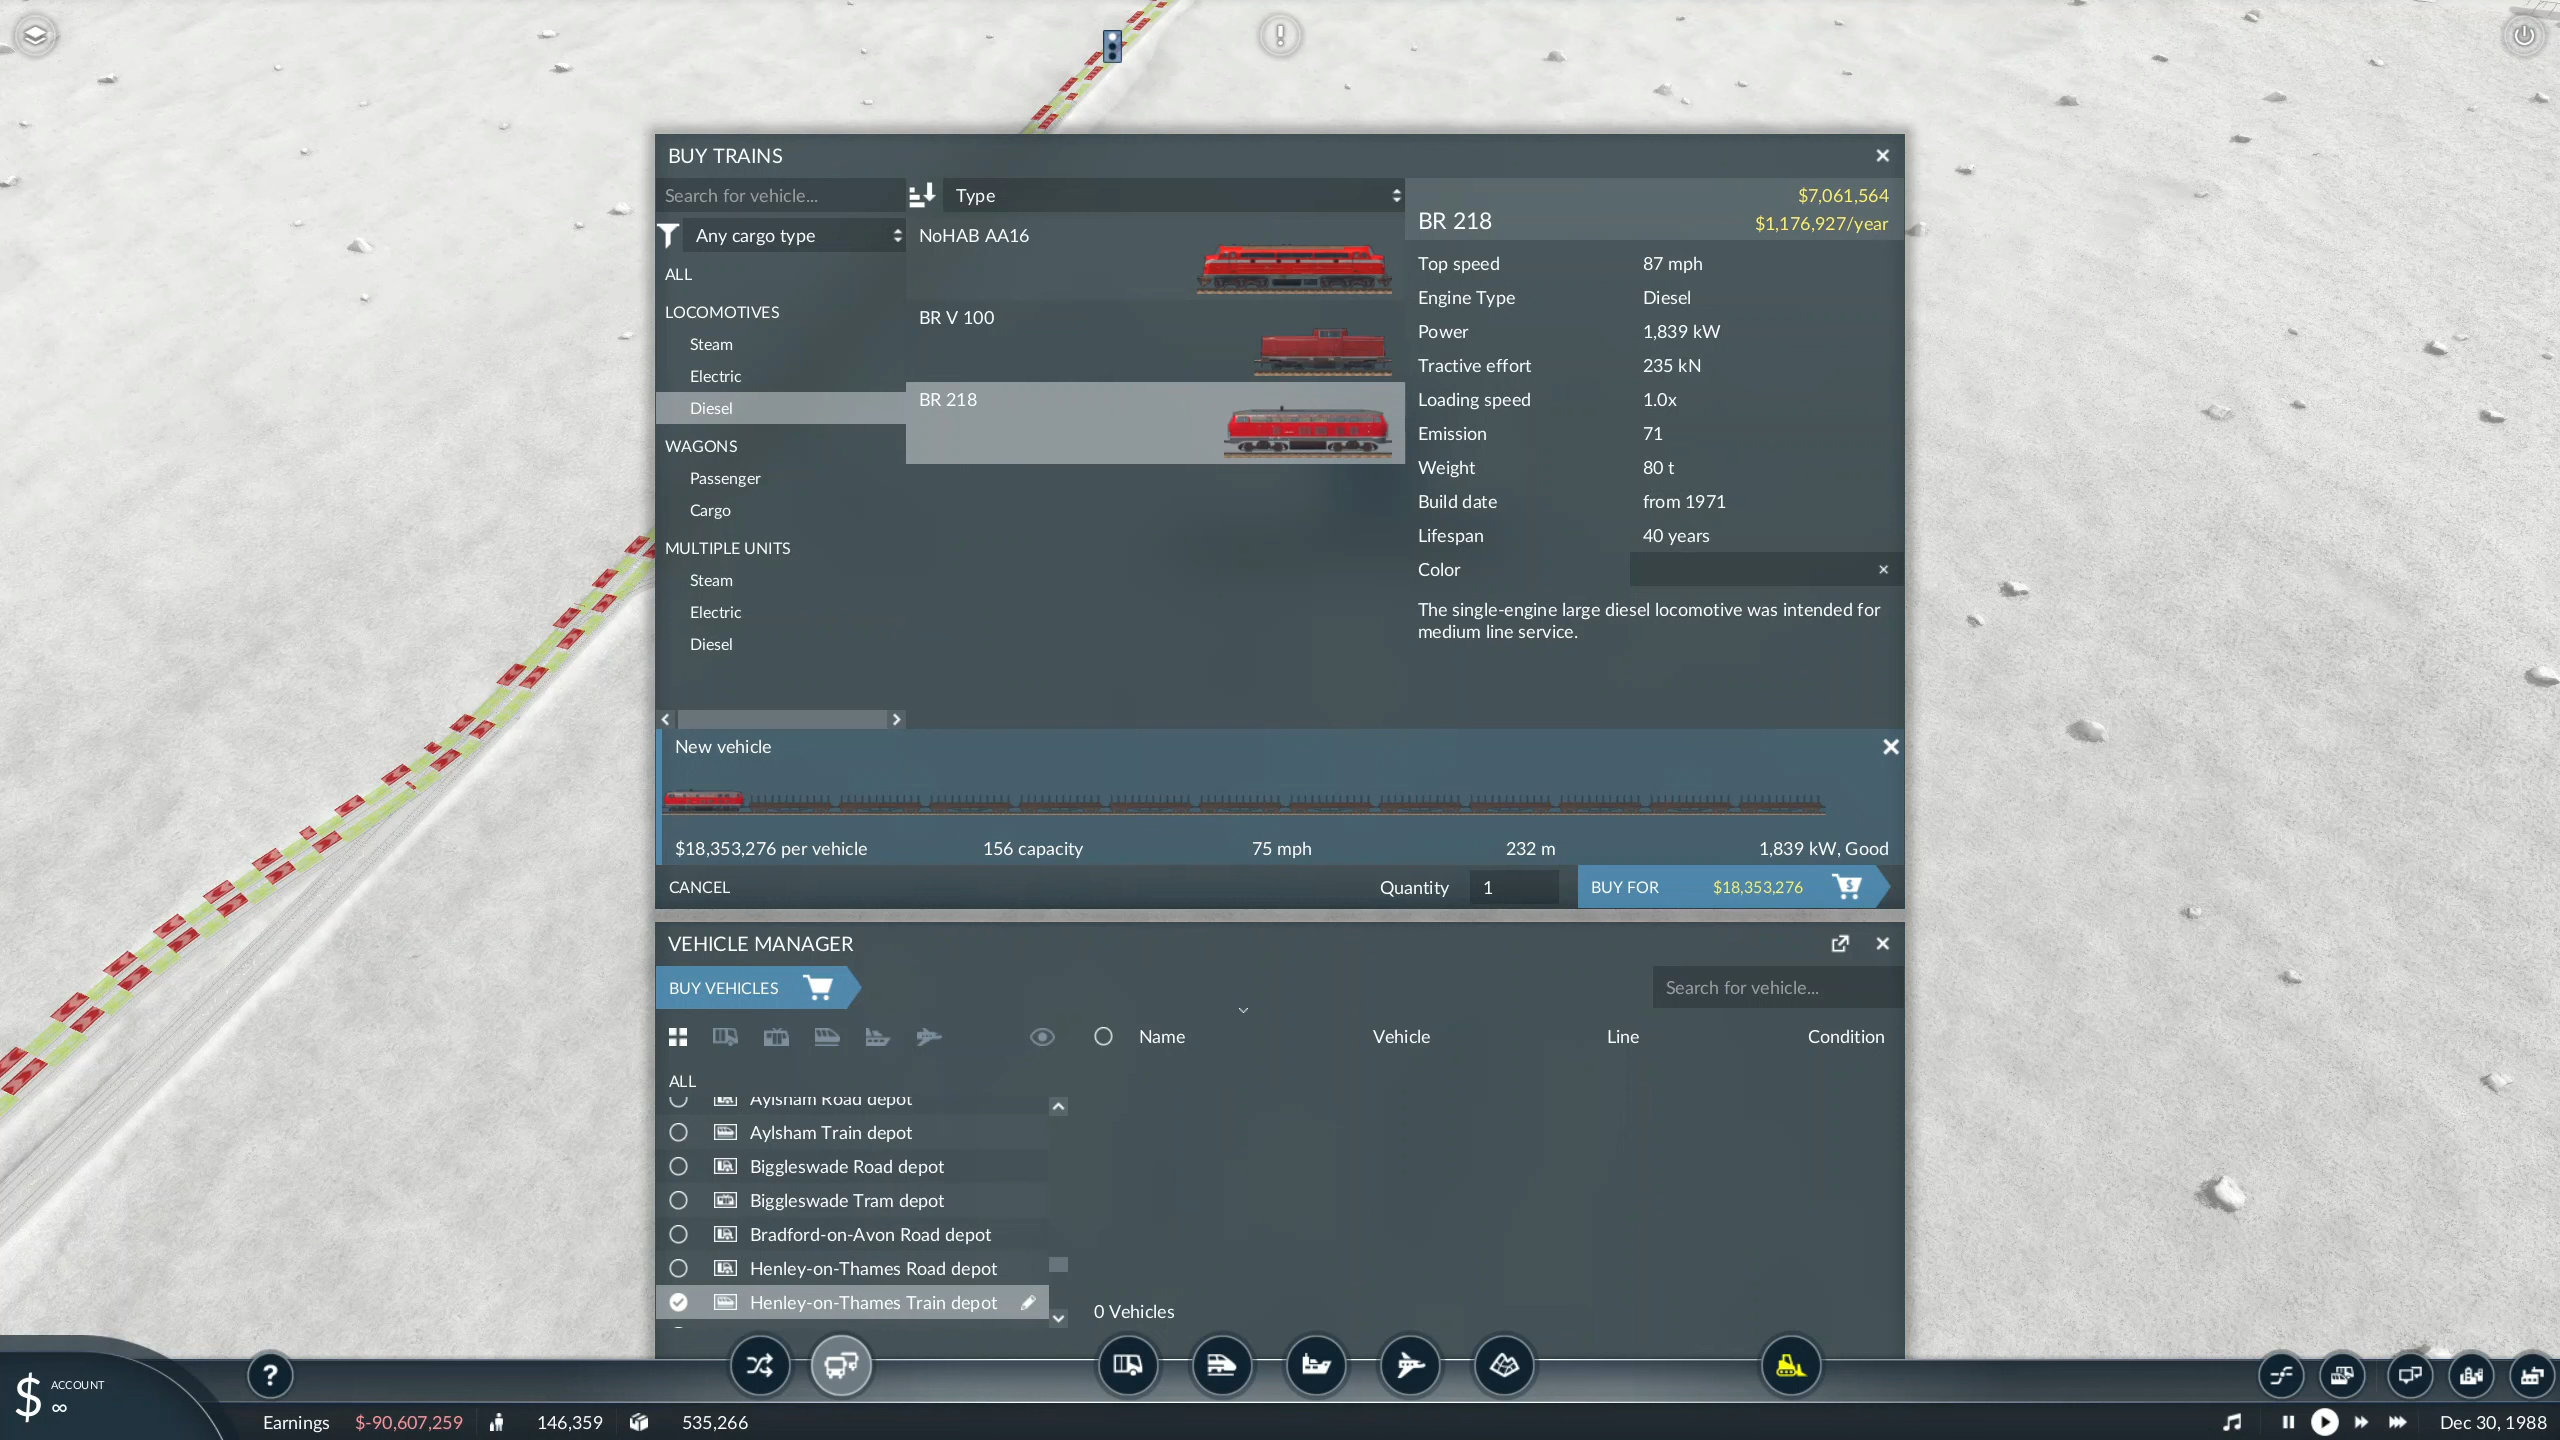 BUY TRAINS
Search for vehicle...
Type
Any cargo type
ALL
LOCOMOTIVES
Steam
Electric
Diesel
WAGONS
Passenger
Cargo
MULTIPLE UNITS
Steam
Electric
Diesel
NoHAB AA16
BR V 100
BR 218
$7,061,564
BR 218
$1,176,927/year
Top speed 87 mph
Engine Type Diesel
Power 1,839 kW
Tractive effort 235 kN
Loading speed 1.0x
Emission 71
Weight 80 t
Build date from 1971
Lifespan 40 years
Color
The single-engine large diesel locomotive was intended for
medium line service.
New vehicle
$18,353,276 per vehicle 156 capacity 75 mph 232 m 1,839 kW, Good
CANCEL Quantity 1 BUY FOR $18,353,276
VEHICLE MANAGER
BUY VEHICLES
Search for vehicle...
Name Vehicle Line Condition
ALL
Aylsham Road depot
Aylsham Train depot
Biggleswade Road depot
Biggleswade Tram depot
Bradford-on-Avon Road depot
Henley-on-Thames Road depot
Henley-on-Thames Train depot
0 Vehicles
$ ACCOUNT
∞
?
Earnings $-90,607,259 146,359 535,266 Dec 30, 1988